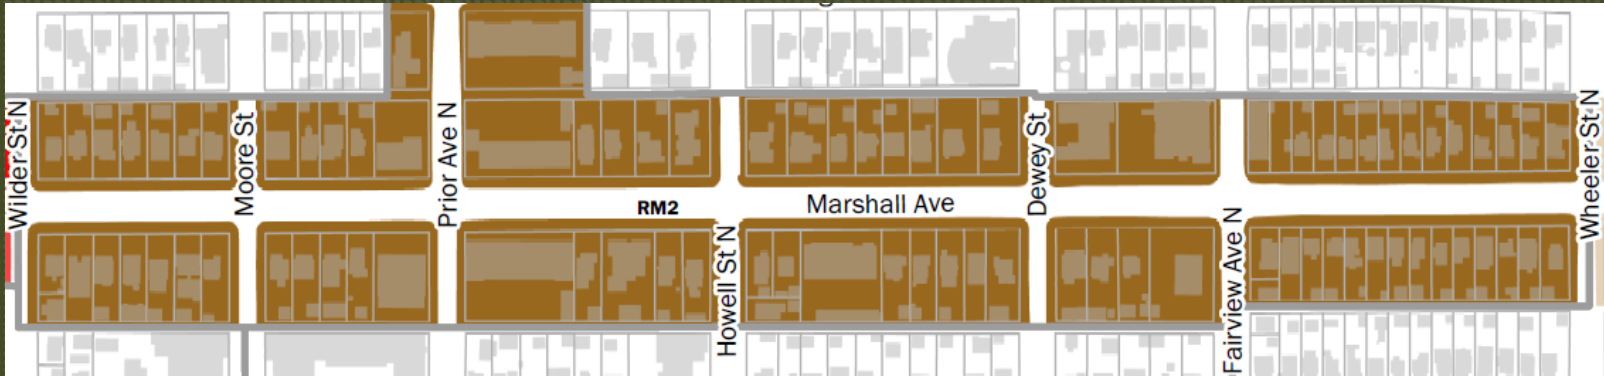 Wilder St N
Moore St
Prior Ave N
RM2
Marshall Ave
Howell St N
Dewey St
Fairview Ave N
Wheeler St N